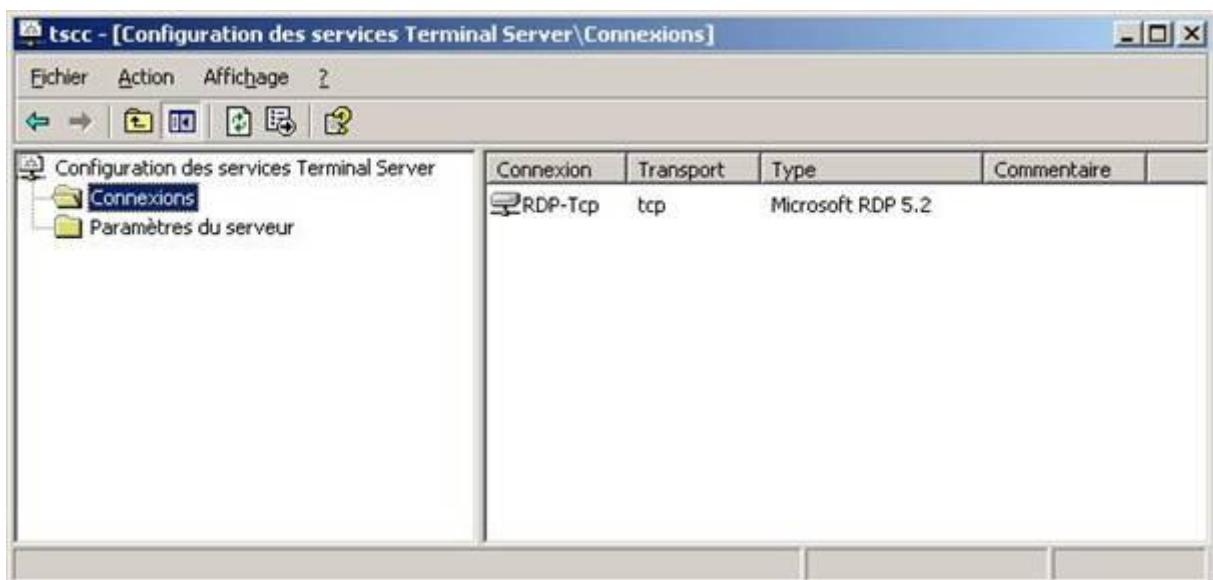 tscc - [Configuration des services Terminal Server\Connexions]
Fichier Action Affichage ?
Configuration des services Terminal Server
Connexions
Paramètres du serveur
Connexion Transport Type Commentaire
RDP-Tcp tcp Microsoft RDP 5.2